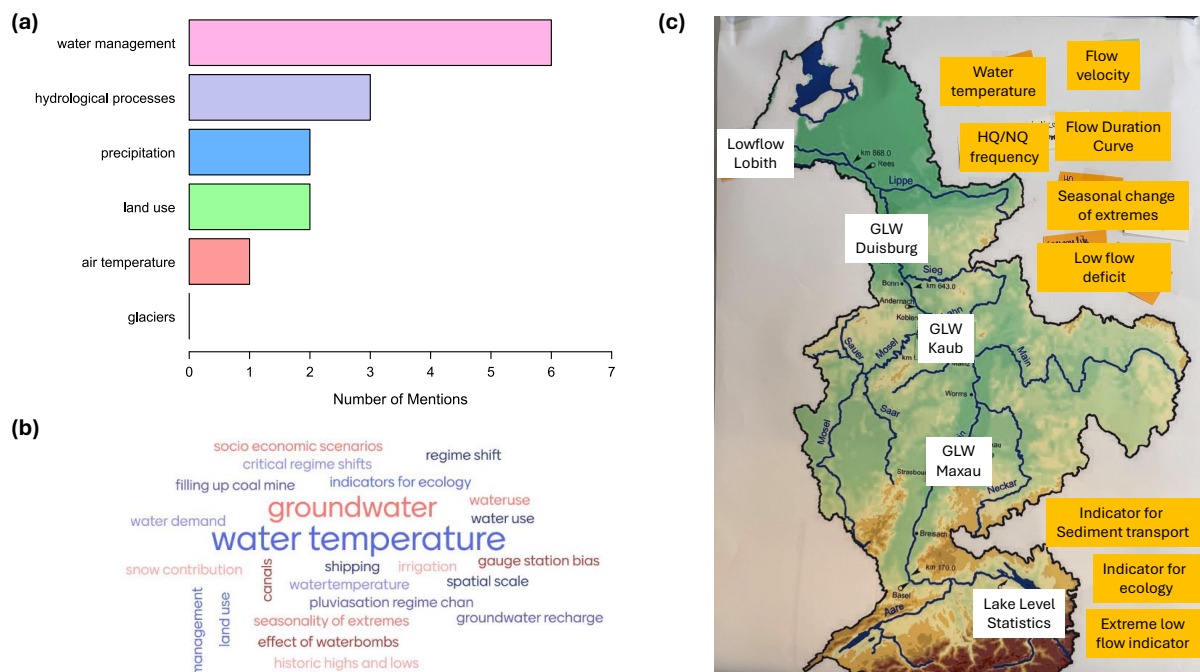 (a)
water management
hydrological processes
precipitation
land use
air temperature
glaciers
0 1 2 3 4 5 6 7
Number of Mentions
(b)
socio economic scenarios
regime shift
critical regime shifts
filling up coal mine
indicators for ecology
groundwater
wateruse
water demand
water use
water temperature
gauge station bias
snow contribution
canals
shipping
irrigation
watertemperature
spatial scale
management
land use
pluviasation regime chan
groundwater recharge
seasonality of extremes
effect of waterbombs
historic highs and lows
(c)
Water
temperature
Flow
velocity
HQ/NQ
frequency
Flow Duration
Curve
Lowflow
Lobith
km 868.0
Rees
Lippe
HQ
Seasonal change
of extremes
GLW
Duisburg
Low flow
deficit
Sieg
Bonn
km 643.0
Andernach
GLW
Kaub
Sauer
Mosel
Main
Worms
Saar
Mosel
GLW
Maxau
Neckar
Indicator for
Sediment transport
Breisach
km 170.0
Basel
Indicator for
ecology
Aare
Lake Level
Statistics
Extreme low
flow indicator